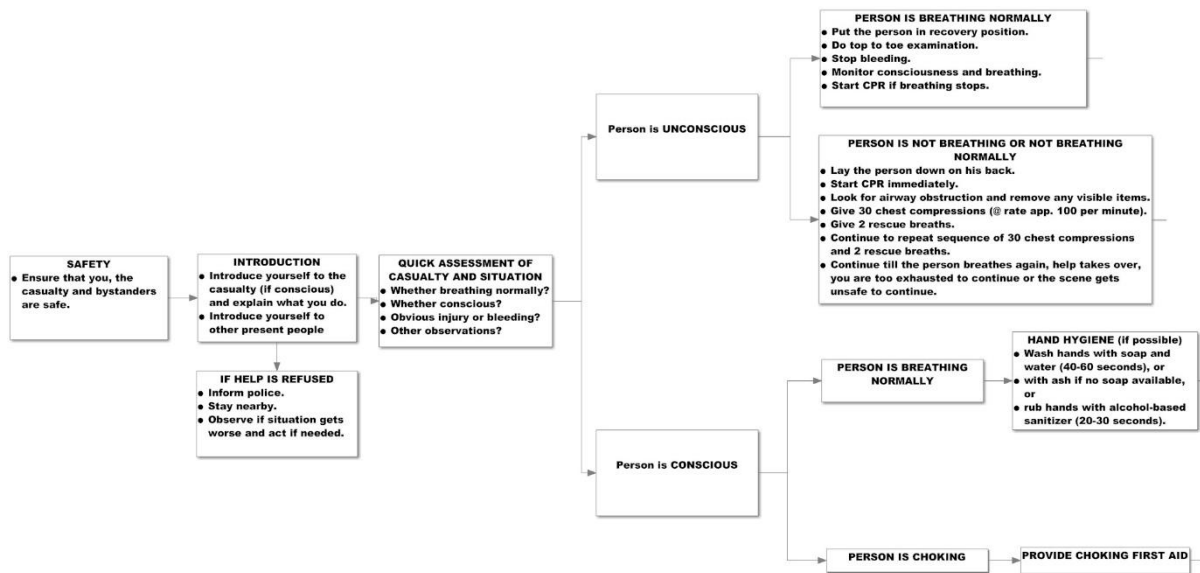 SAFETY
● Ensure that you, the
casualty and bystanders
are safe.
INTRODUCTION
● Introduce yourself to the
casualty (if conscious)
and explain what you do.
● Introduce yourself to
other present people
IF HELP IS REFUSED
● Inform police.
● Stay nearby.
● Observe if situation gets
worse and act if needed.
QUICK ASSESSMENT OF
CASUALTY AND SITUATION
● Whether breathing normally?
● Whether conscious?
● Obvious injury or bleeding?
● Other observations?
Person is UNCONSCIOUS
PERSON IS BREATHING NORMALLY
● Put the person in recovery position.
● Do top to toe examination.
● Stop bleeding.
● Monitor consciousness and breathing.
● Start CPR if breathing stops.
PERSON IS NOT BREATHING OR NOT BREATHING
NORMALLY
● Lay the person down on his back.
● Start CPR immediately.
● Look for airway obstruction and remove any visible items.
● Give 30 chest compressions (@ rate app. 100 per minute).
● Give 2 rescue breaths.
● Continue to repeat sequence of 30 chest compressions
and 2 rescue breaths.
● Continue till the person breathes again, help takes over,
you are too exhausted to continue or the scene gets
unsafe to continue.
Person is CONSCIOUS
PERSON IS BREATHING
NORMALLY
HAND HYGIENE (if possible)
● Wash hands with soap and
water (40-60 seconds), or
● with ash if no soap available,
or
● rub hands with alcohol-based
sanitizer (20-30 seconds).
PERSON IS CHOKING
PROVIDE CHOKING FIRST AID